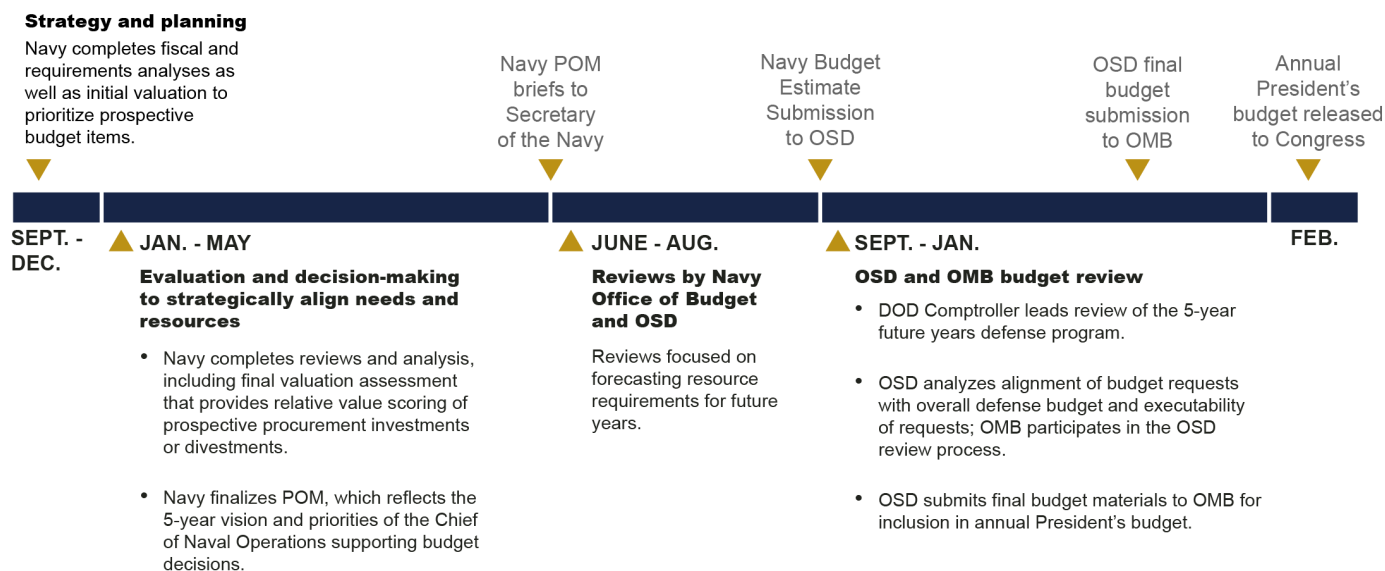 Strategy and planning
Navy completes fiscal and
requirements analyses as
well as initial valuation to
prioritize prospective
budget items.
Navy POM
briefs to
Secretary
of the Navy
Navy Budget
Estimate
Submission
to OSD
OSD final
budget
submission
to OMB
Annual
President’s
budget released
to Congress
SEPT. -
DEC.
JAN. - MAY
Evaluation and decision-making
to strategically align needs and
resources
• Navy completes reviews and analysis,
including final valuation assessment
that provides relative value scoring of
prospective procurement investments
or divestments.
• Navy finalizes POM, which reflects the
5-year vision and priorities of the Chief
of Naval Operations supporting budget
decisions.
JUNE - AUG.
Reviews by Navy
Office of Budget
and OSD
Reviews focused on
forecasting resource
requirements for future
years.
SEPT. - JAN.
OSD and OMB budget review
• DOD Comptroller leads review of the 5-year
future years defense program.
• OSD analyzes alignment of budget requests
with overall defense budget and executability
of requests; OMB participates in the OSD
review process.
• OSD submits final budget materials to OMB for
inclusion in annual President’s budget.
FEB.